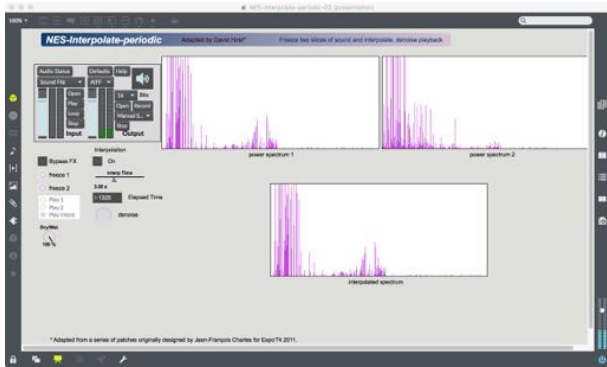 NES-Interpolate-periodic-02 (presentation)
100%
NES-Interpolate-periodic
Adapted by David Hirst*
Freeze two slices of sound and interpolate, denoise playback
Audio Status
Defaults
Help
Sound File
AIFF
Open
Play
Loop
Stop
Input
16
Bits
Open
Record
Manual S...
Stop
Output
power spectrum 1
power spectrum 2
Interpolation
Bypass FX
On
freeze 1
Interp Time
freeze 2
3.00 s
Play 1
Play 2
Play Interp
1325
Elapsed Time
denoise
Dry/Wet
100 %
interpolated spectrum
* Adapted from a series of patches originally designed by Jean-François Charles for Expo'74 2011.